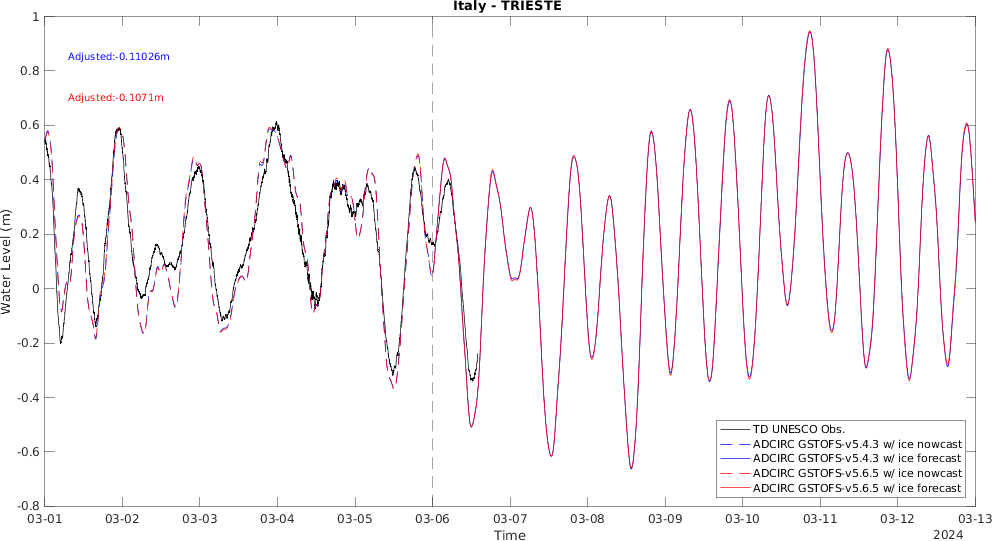 Italy - TRIESTE
Adjusted:-0.11026m
Adjusted:-0.1071m
Water Level (m)
1
0.8
0.6
0.4
0.2
0
-0.2
-0.4
-0.6
-0.8
TD UNESCO Obs.
ADCIRC GSTOFS-v5.4.3 w/ ice nowcast
ADCIRC GSTOFS-v5.4.3 w/ ice forecast
ADCIRC GSTOFS-v5.6.5 w/ ice nowcast
ADCIRC GSTOFS-v5.6.5 w/ ice forecast
03-01 03-02 03-03 03-04 03-05 03-06 03-07 03-08 03-09 03-10 03-11 03-12 03-13
Time
2024